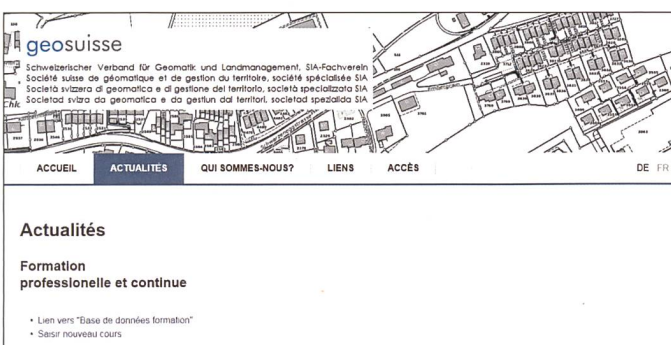 geosuisse
Schweizerischer Verband für Geomatik und Landmanagement, SIA-Fachverein
Société suisse de géomatique et de gestion du territoire, société spécialisée SIA
Società svizzera di geomatica e di gestione del territorio, società specializzata SIA
Societad svizra da geomatica e da gestiun dal territori, societad spezialida SIA
ACCUEIL ACTUALITÉS QUI SOMMES-NOUS? LIENS ACCÈS DE FR
Actualités
Formation
professionelle et continue
• Lien vers "Base de données formation"
• Saisir nouveau cours